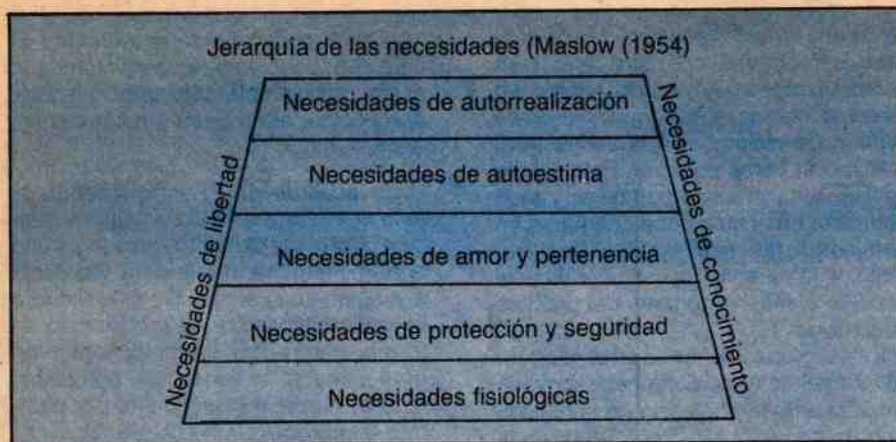 Jerarquía de las necesidades (Maslow (1954)
Necesidades de autorrealización
Necesidades de autoestima
Necesidades de amor y pertenencia
Necesidades de protección y seguridad
Necesidades fisiológicas
Necesidades de libertad
Necesidades de conocimiento